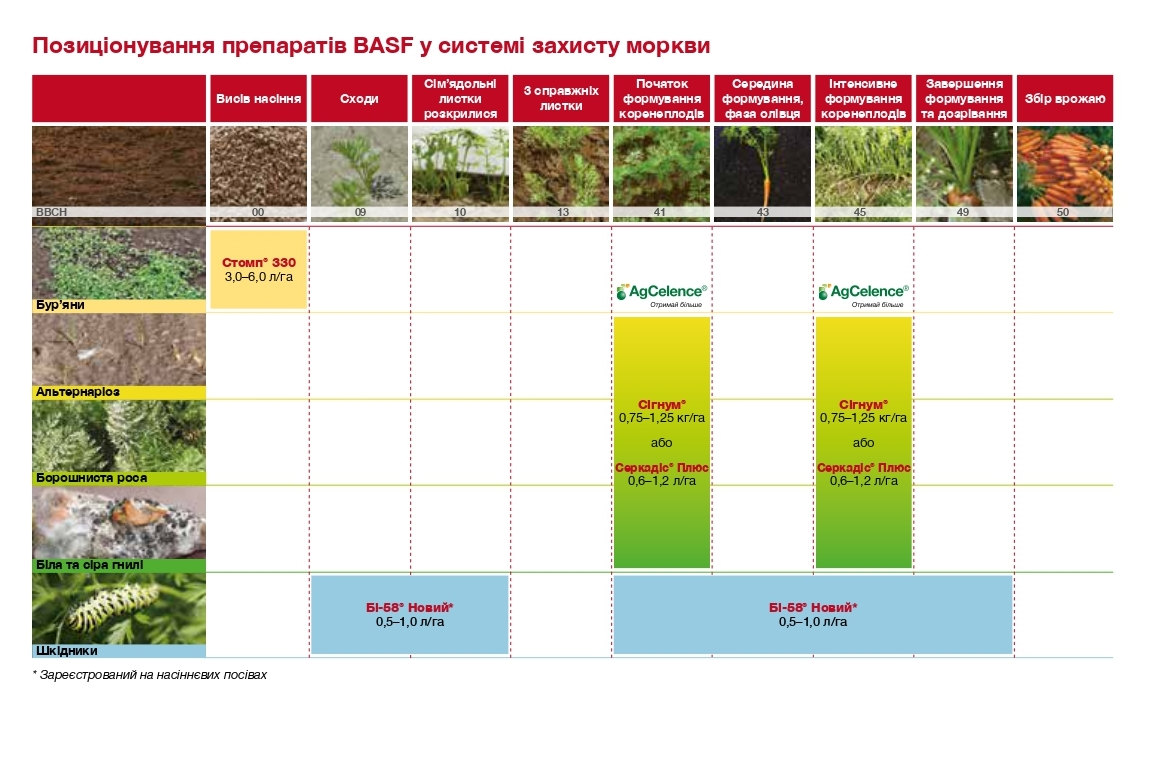 Позиціонування препаратів BASF у системі захисту моркви
Висів насіння
Сходи
Сім’ядольні
листки
розкрилися
3 справжніх
листки
Початок
формування
коренеплодів
Середина
формування,
фаза олівця
Інтенсивне
формування
коренеплодів
Завершення
формування
та дозрівання
Збір врожаю
BBCH
00
09
10
13
41
43
45
49
50
Бур’яни
Стомп® 330
3,0–6,0 л/га
AgCelence®
Отримай більше
AgCelence®
Отримай більше
Альтернаріоз
Борошниста роса
Біла та сіра гнилі
Сігнум®
0,75–1,25 кг/га
або
Серкадіс® Плюс
0,6–1,2 л/га
Сігнум®
0,75–1,25 кг/га
або
Серкадіс® Плюс
0,6–1,2 л/га
Шкідники
Бі-58® Новий*
0,5–1,0 л/га
Бі-58® Новий*
0,5–1,0 л/га
* Зареєстрований на насіннєвих посівах